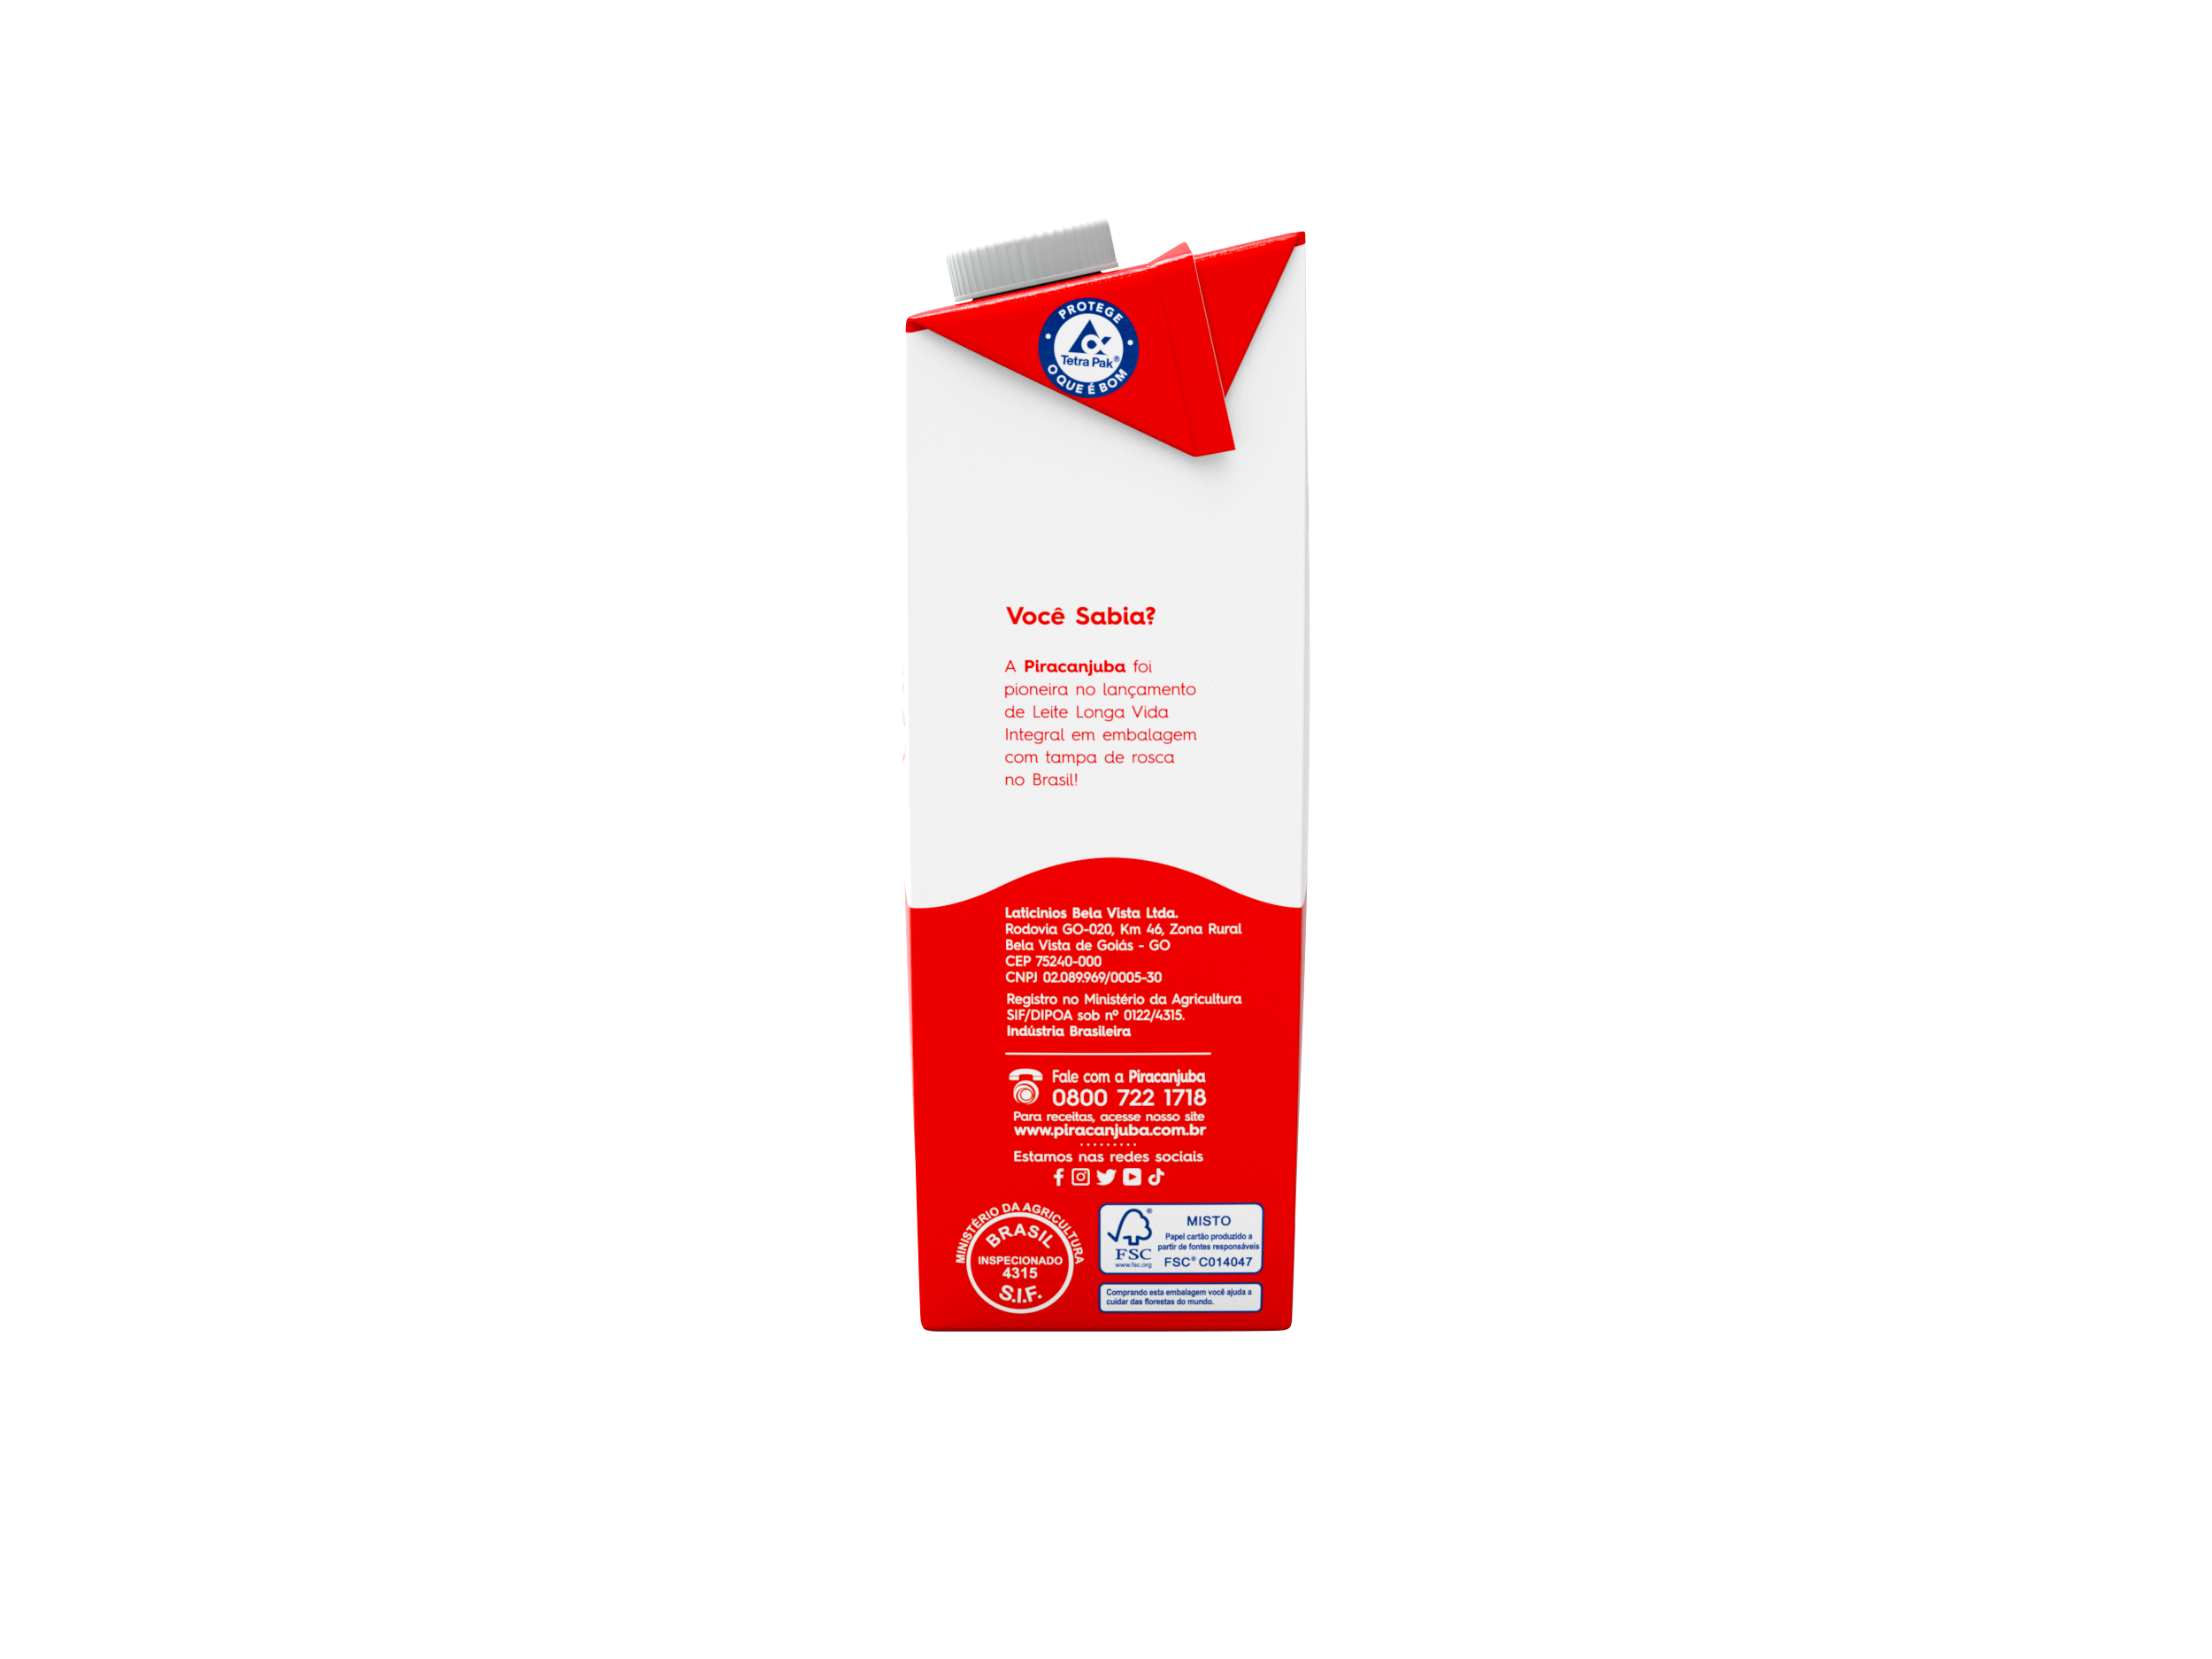 PROTEGE
Tetra Pak®
O QUE É BOM
Você Sabia?
A Piracanjuba foi
pioneira no lançamento
de Leite Longa Vida
Integral em embalagem
com tampa de rosca
no Brasil!
Laticinios Bela Vista Ltda.
Rodovia GO-020, Km 46, Zona Rural
Bela Vista de Goiás - GO
CEP 75240-000
CNPJ 02.089.969/0005-30
Registro no Ministério da Agricultura
SIF/DIPOA sob nº 0122/4315.
Indústria Brasileira
Fale com a Piracanjuba
0800 722 1718
Para receitas, acesse nosso site
www.piracanjuba.com.br
Estamos nas redes sociais
MINISTÉRIO DA AGRICULTURA
BRASIL
INSPECIONADO
4315
S.I.F.
FSC®
www.fsc.org
MISTO
Papel cartão produzido a
partir de fontes responsáveis
FSC® C014047
Comprando esta embalagem você ajuda a
cuidar das florestas do mundo.